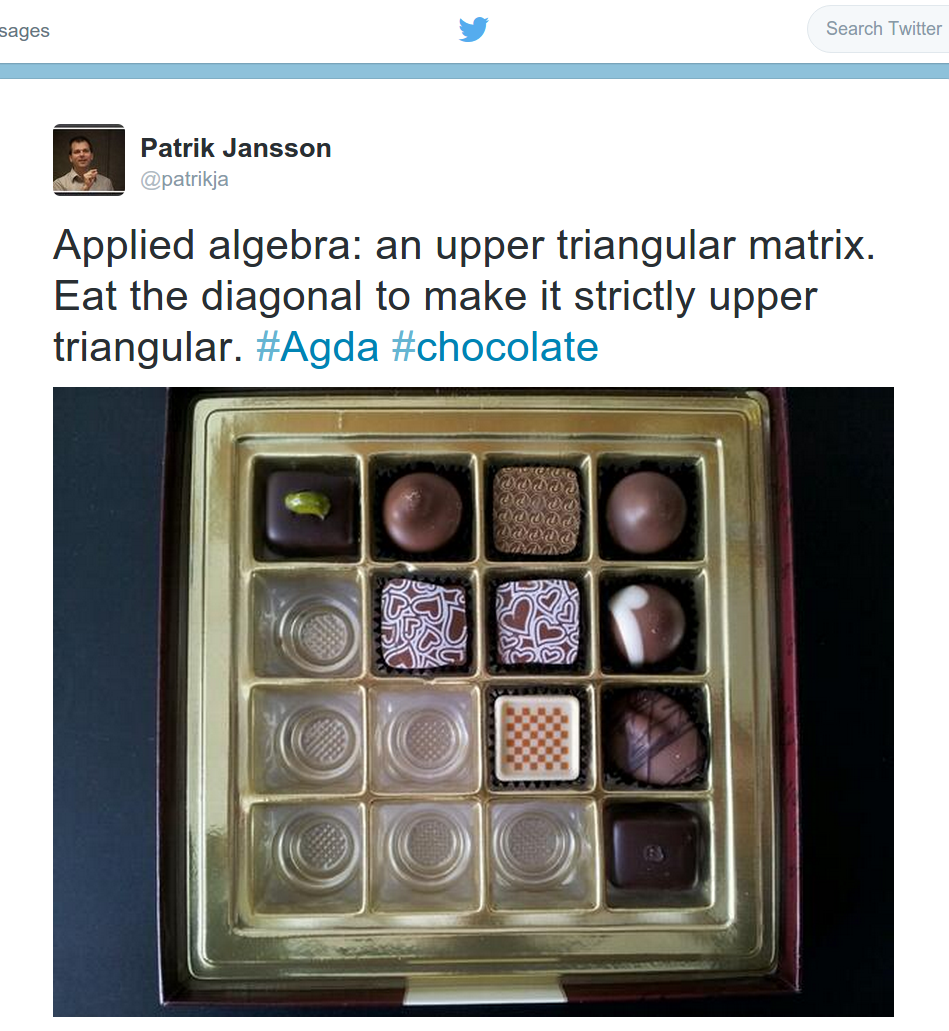 sages
Search Twitter
Patrik Jansson
@patrikja
Applied algebra: an upper triangular matrix.
Eat the diagonal to make it strictly upper
triangular. #Agda #chocolate